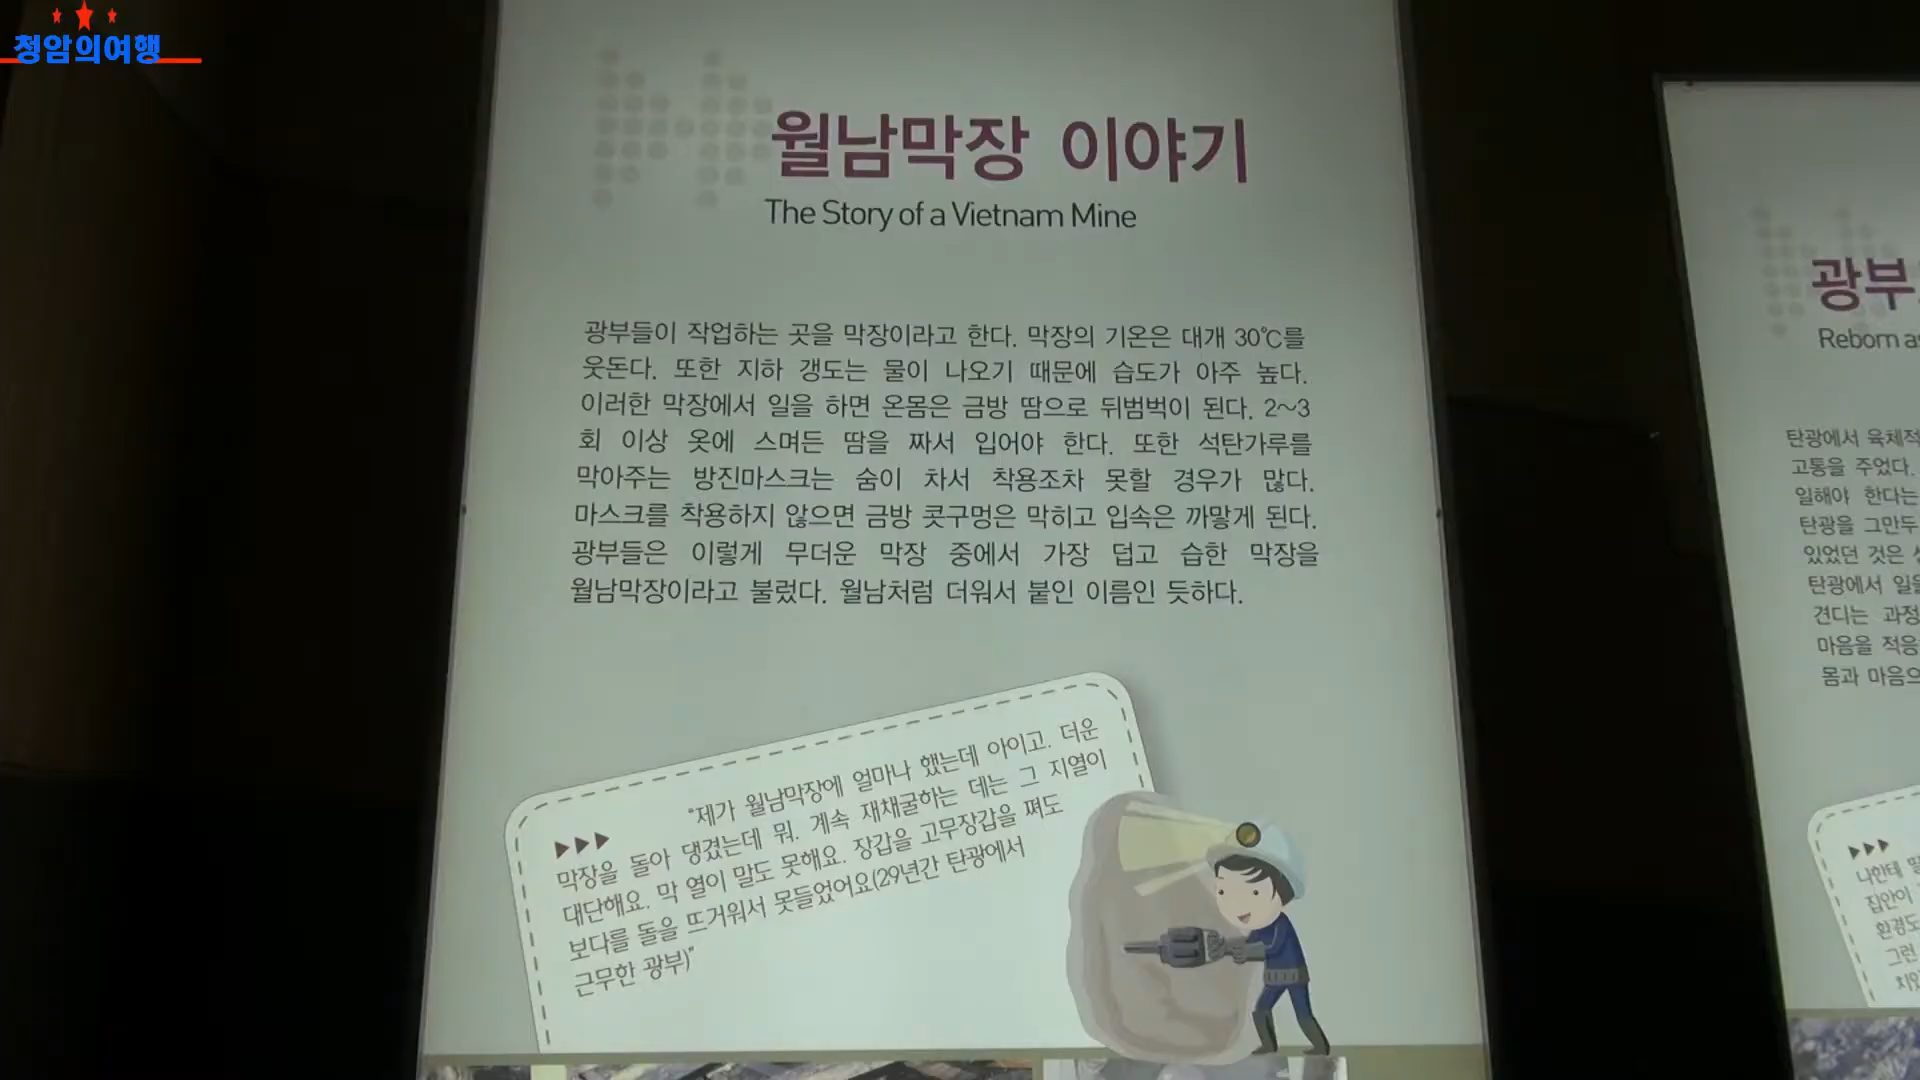 청암의여행
월남막장 이야기
The Story of a Vietnam Mine
광부들이 작업하는 곳을 막장이라고 한다. 막장의 기온은 대개 30℃를
웃돈다. 또한 지하 갱도는 물이 나오기 때문에 습도가 아주 높다.
이러한 막장에서 일을 하면 온몸은 금방 땀으로 뒤범벅이 된다. 2~3
회 이상 옷에 스며든 땀을 짜서 입어야 한다. 또한 석탄가루를
막아주는 방진마스크는 숨이 차서 착용조차 못할 경우가 많다.
마스크를 착용하지 않으면 금방 콧구멍은 막히고 입속은 까맣게 된다.
광부들은 이렇게 무더운 막장 중에서 가장 덥고 습한 막장을
월남막장이라고 불렀다. 월남처럼 더워서 붙인 이름인 듯하다.
"제가 월남막장에 얼마나 했는데 아이고. 더운
막장을 돌아 댕겼는데 뭐. 계속 재채굴하는 데는 그 지열이
대단해요. 막 열이 말도 못해요. 장갑을 고무장갑을 쪄도
보다를 돌을 뜨거워서 못들었어요(29년간 탄광에서
근무한 광부)"
광부
Reborn as
탄광에서 육체적
고통을 주었다.
일해야 한다는
탄광을 그만두
있었던 것은
탄광에서 일을
견디는 과정
마음을 적응
몸과 마음으
나한테
집안이
환경도
그런